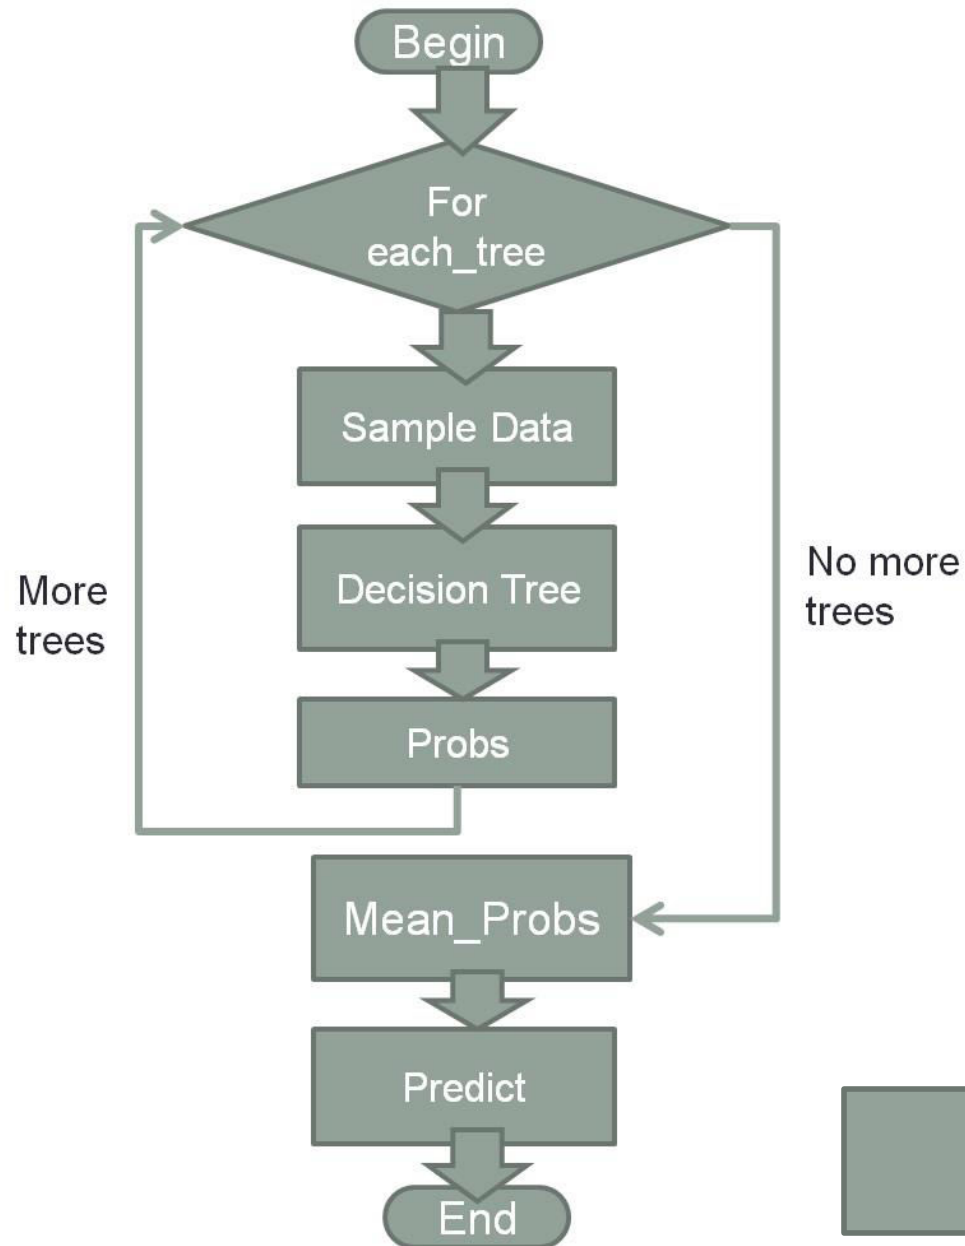 Begin
For
each_tree
Sample Data
Decision Tree
Probs
More
trees
No more
trees
Mean_Probs
Predict
End